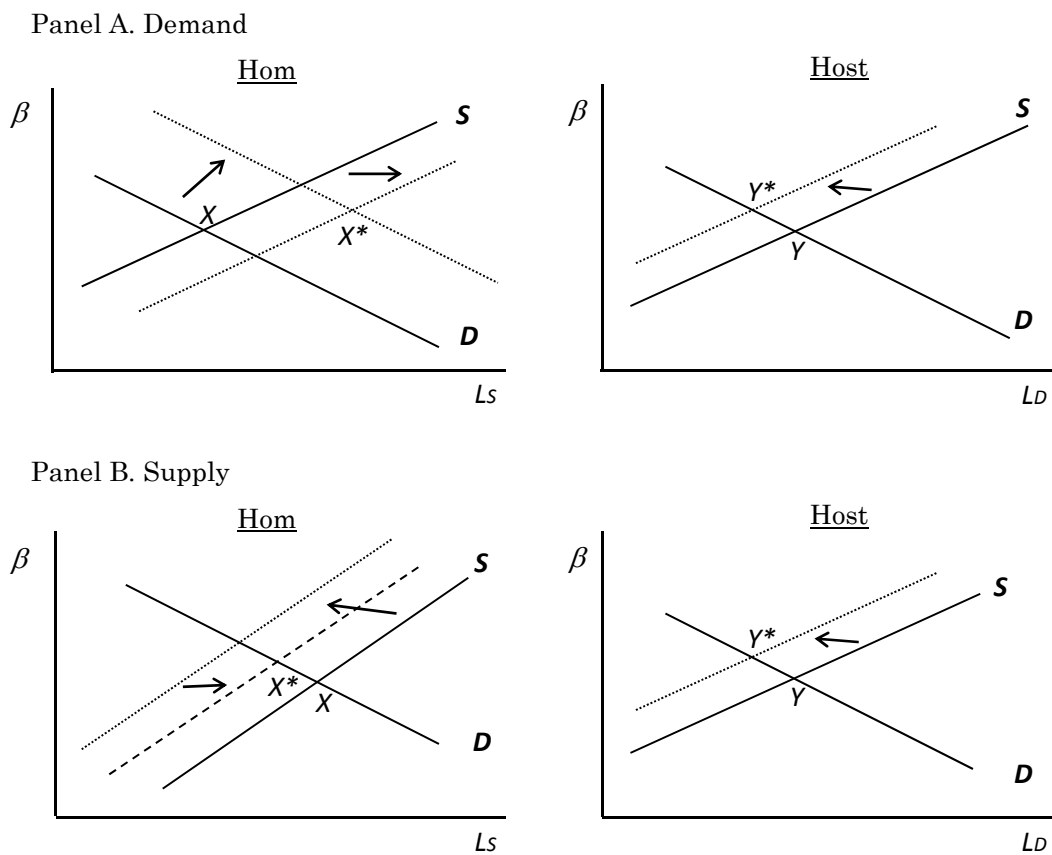 Panel A. Demand
Hom
Host
β
S
X
X*
D
LS
β
S
Y*
Y
D
LD
Panel B. Supply
Hom
Host
β
S
X*
X
D
LS
β
S
Y*
Y
D
LD